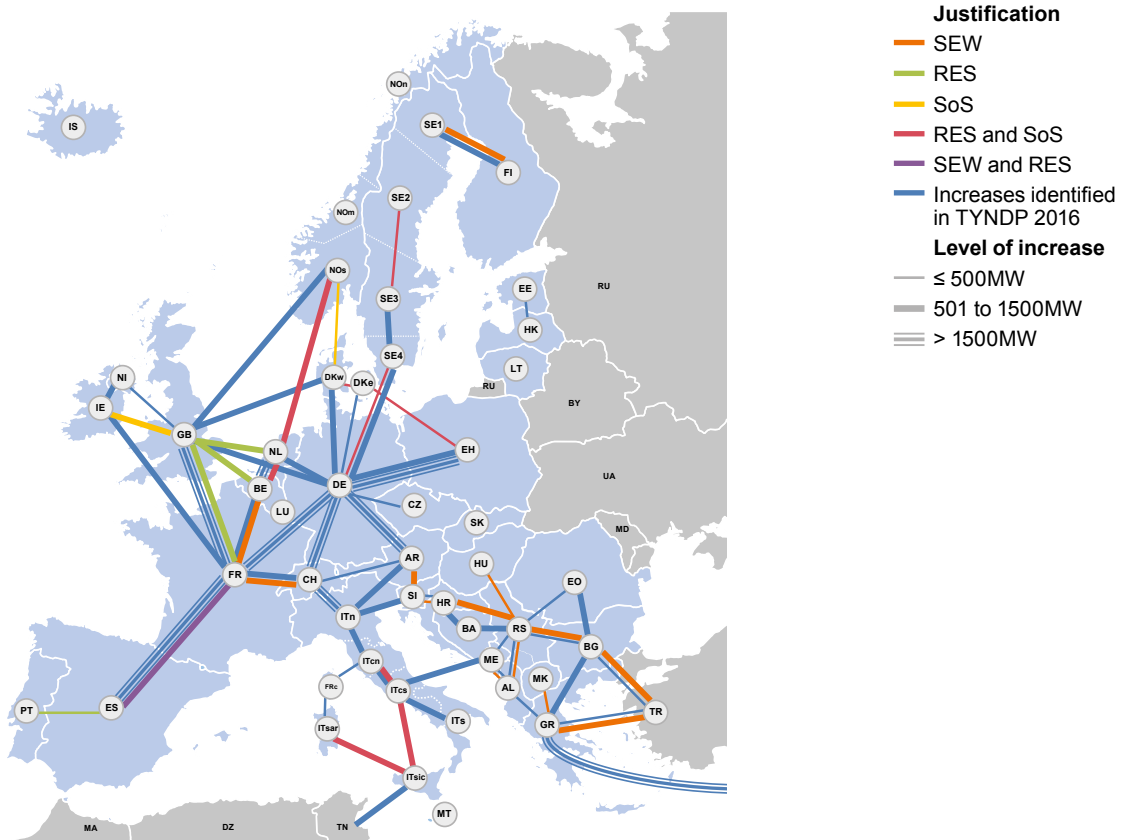 Justification
SEW
RES
SoS
RES and SoS
SEW and RES
Increases identified
in TYNDP 2016
Level of increase
≤ 500MW
501 to 1500MW
> 1500MW
NOn
IS
SE1
FI
SE2
NOm
NOs
RU
EE
SE3
HK
SE4
LT
NI
DKw
DKe
RU
BY
IE
GB
NL
EH
UA
DE
BE
CZ
LU
SK
MD
AR
HU
FR
CH
EO
SI
HR
ITn
BA
RS
BG
ITcn
ME
MK
FRc
ITcs
AL
PT
ES
ITs
TR
ITsar
GR
ITsic
MT
MA
DZ
TN